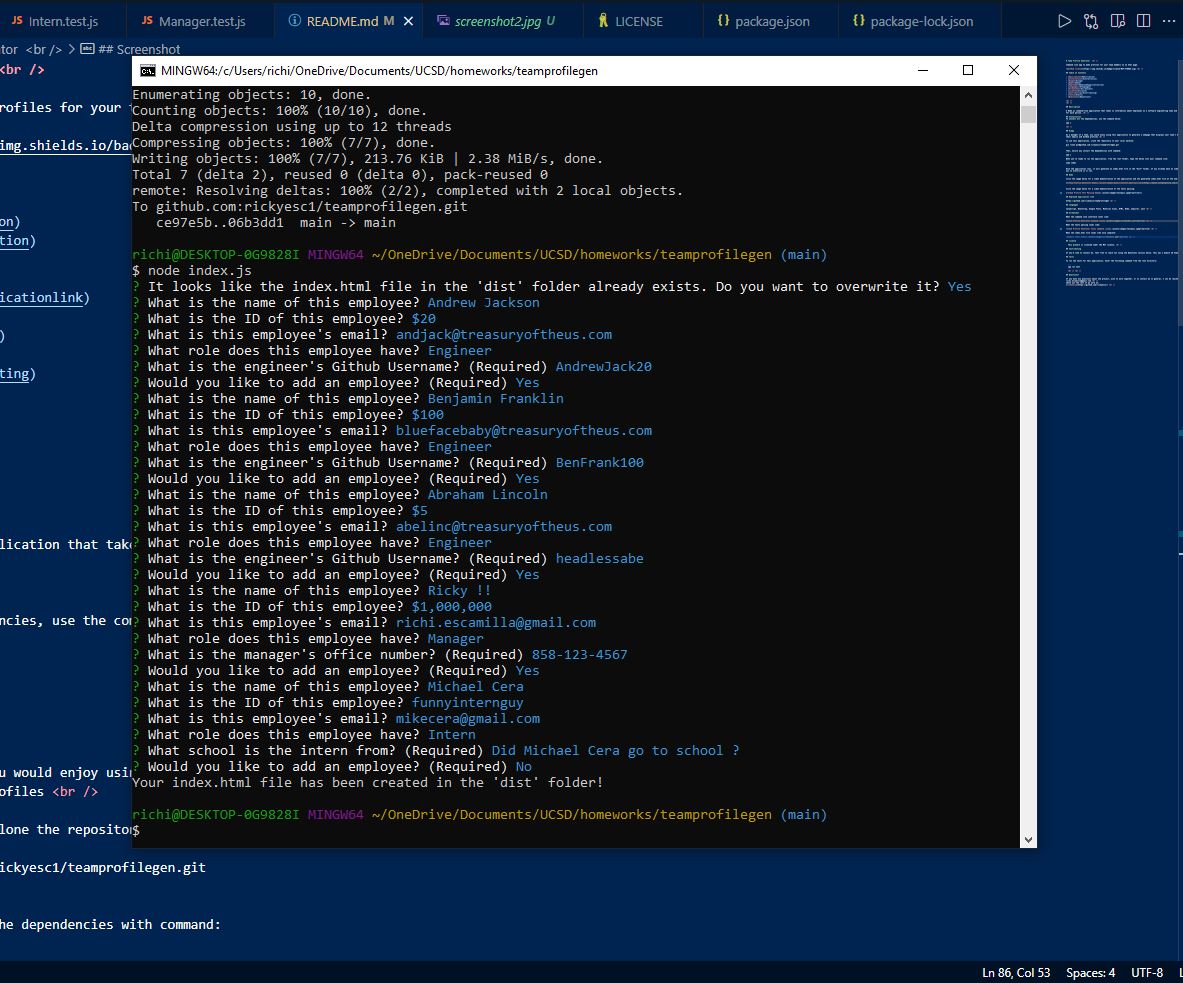 JS Intern.test.js JS Manager.test.js README.md M screenshot2.jpg U LICENSE {} package.json {} package-lock.json
tor <br /> > ## Screenshot
<br />
MINGW64:/c/Users/richi/OneDrive/Documents/UCSD/homeworks/teamprofilegen
Enumerating objects: 10, done.
rofiles for your
Counting objects: 100% (10/10), done.
Delta compression using up to 12 threads
img.shields.io/ba
Compressing objects: 100% (7/7), done.
Writing objects: 100% (7/7), 213.76 KiB | 2.38 MiB/s, done.
Total 7 (delta 2), reused 0 (delta 0), pack-reused 0
remote: Resolving deltas: 100% (2/2), completed with 2 local objects.
To github.com:rickyesc1/teamprofilegen.git
on)
ce97e5b..06b3dd1 main -> main
tion)
richi@DESKTOP-0G9828I MINGW64 ~/OneDrive/Documents/UCSD/homeworks/teamprofilegen (main)
$ node index.js
? It looks like the index.html file in the 'dist' folder already exists. Do you want to overwrite it? Yes
icationlink)
? What is the name of this employee? Andrew Jackson
? What is the ID of this employee? $20
)
? What is this employee's email? andjack@treasuryoftheus.com
? What role does this employee have? Engineer
? What is the engineer's Github Username? (Required) AndrewJack20
ting)
? Would you like to add an employee? (Required) Yes
? What is the name of this employee? Benjamin Franklin
? What is the ID of this employee? $100
? What is this employee's email? bluefacebaby@treasuryoftheus.com
? What role does this employee have? Engineer
? What is the engineer's Github Username? (Required) BenFrank100
? Would you like to add an employee? (Required) Yes
? What is the name of this employee? Abraham Lincoln
? What is the ID of this employee? $5
? What is this employee's email? abelinc@treasuryoftheus.com
lication that tak
? What role does this employee have? Engineer
? What is the engineer's Github Username? (Required) headlessabe
? Would you like to add an employee? (Required) Yes
? What is the name of this employee? Ricky !!
? What is the ID of this employee? $1,000,000
ncies, use the co
? What is this employee's email? richi.escamilla@gmail.com
? What role does this employee have? Manager
? What is the manager's office number? (Required) 858-123-4567
? Would you like to add an employee? (Required) Yes
? What is the name of this employee? Michael Cera
? What is the ID of this employee? funnyinternguy
? What is this employee's email? mikecera@gmail.com
? What role does this employee have? Intern
? What school is the intern from? (Required) Did Michael Cera go to school ?
? Would you like to add an employee? (Required) No
u would enjoy usi
Your index.html file has been created in the 'dist' folder!
ofiles <br />
richi@DESKTOP-0G9828I MINGW64 ~/OneDrive/Documents/UCSD/homeworks/teamprofilegen (main)
lone the reposito
$
ickyesc1/teamprofilegen.git
he dependencies with command:
Ln 86, Col 53 Spaces: 4 UTF-8